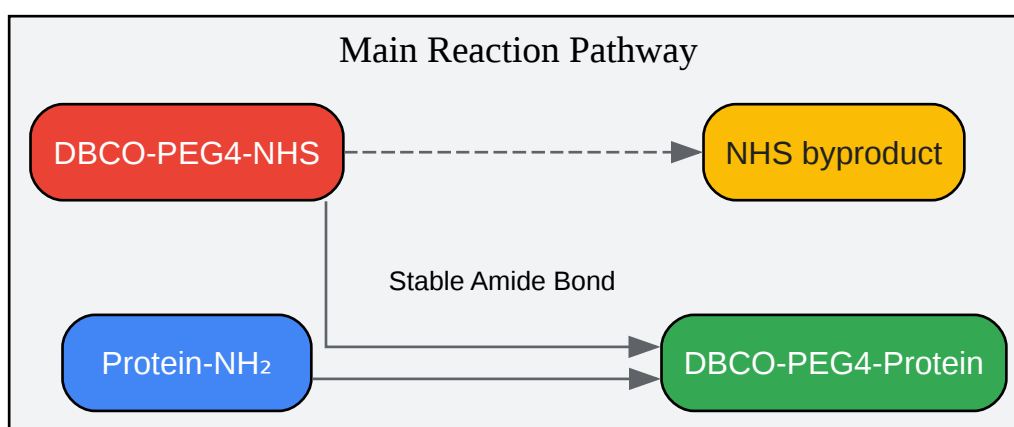 Main Reaction Pathway
DBCO-PEG4-NHS
NHS byproduct
Stable Amide Bond
Protein-NH₂
DBCO-PEG4-Protein